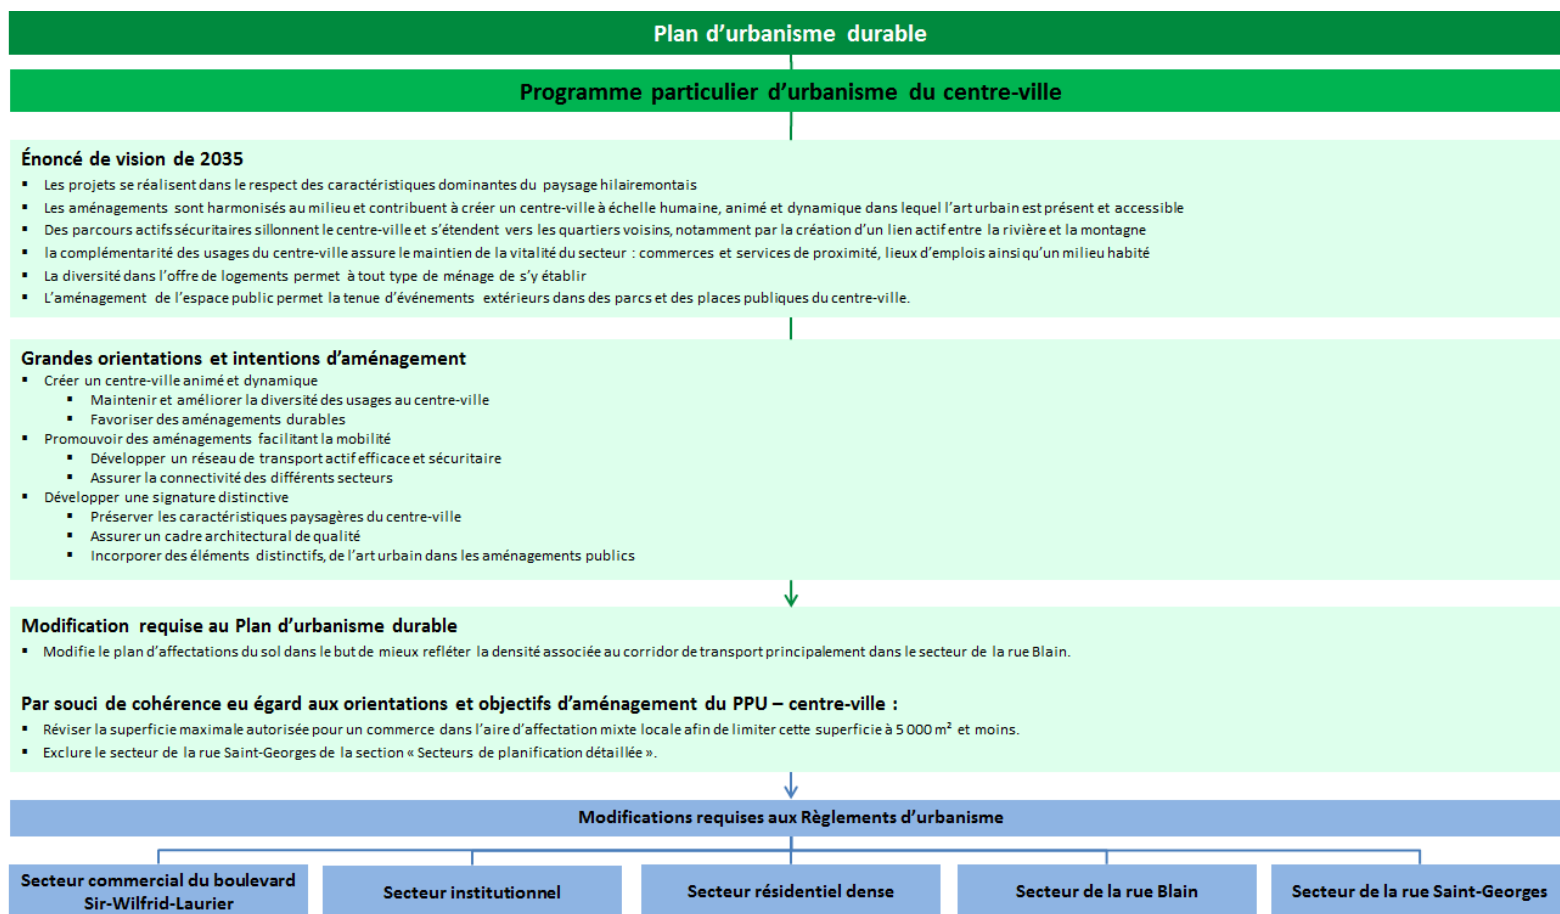 Plan d'urbanisme durable
Programme particulier d'urbanisme du centre-ville
Énoncé de vision de 2035
▪ Les projets se réalisent dans le respect des caractéristiques dominantes du paysage hilairemontais
▪ Les aménagements sont harmonisés au milieu et contribuent à créer un centre-ville à échelle humaine, animé et dynamique dans lequel l'art urbain est présent et accessible
▪ Des parcours actifs sécuritaires sillonnent le centre-ville et s'étendent vers les quartiers voisins, notamment par la création d'un lien actif entre la rivière et la montagne
▪ la complémentarité des usages du centre-ville assure le maintien de la vitalité du secteur : commerces et services de proximité, lieux d'emplois ainsi qu'un milieu habité
▪ La diversité dans l'offre de logements permet à tout type de ménage de s'y établir
▪ L'aménagement de l'espace public permet la tenue d'événements extérieurs dans des parcs et des places publiques du centre-ville.
Grandes orientations et intentions d'aménagement
▪ Créer un centre-ville animé et dynamique
▪ Maintenir et améliorer la diversité des usages au centre-ville
▪ Favoriser des aménagements durables
▪ Promouvoir des aménagements facilitant la mobilité
▪ Développer un réseau de transport actif efficace et sécuritaire
▪ Assurer la connectivité des différents secteurs
▪ Développer une signature distinctive
▪ Préserver les caractéristiques paysagères du centre-ville
▪ Assurer un cadre architectural de qualité
▪ Incorporer des éléments distinctifs, de l'art urbain dans les aménagements publics
Modification requise au Plan d'urbanisme durable
▪ Modifie le plan d'affectations du sol dans le but de mieux refléter la densité associée au corridor de transport principalement dans le secteur de la rue Blain.
Par souci de cohérence eu égard aux orientations et objectifs d'aménagement du PPU – centre-ville :
▪ Réviser la superficie maximale autorisée pour un commerce dans l'aire d'affectation mixte locale afin de limiter cette superficie à 5 000 m² et moins.
▪ Exclure le secteur de la rue Saint-Georges de la section « Secteurs de planification détaillée ».
Modifications requises aux Règlements d'urbanisme
Secteur commercial du boulevard
Sir-Wilfrid-Laurier
Secteur institutionnel
Secteur résidentiel dense
Secteur de la rue Blain
Secteur de la rue Saint-Georges